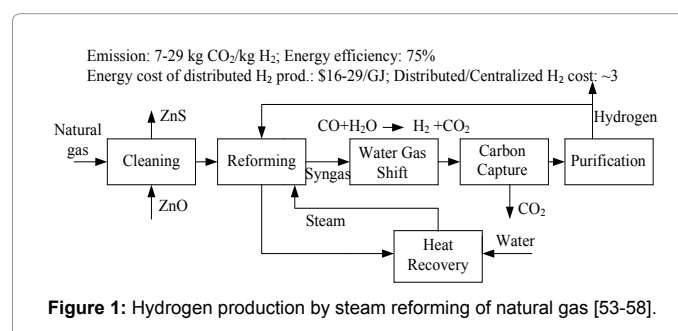 Emission: 7-29 kg CO₂/kg H₂; Energy efficiency: 75%
Energy cost of distributed H₂ prod.: $16-29/GJ; Distributed/Centralized H₂ cost: ~3
ZnS
Hydrogen
CO+H₂O → H₂ +CO₂
Natural
gas
Cleaning
Reforming
Syngas
Water Gas
Shift
Carbon
Capture
Purification
ZnO
Steam
CO₂
Heat
Recovery
Water
Figure 1: Hydrogen production by steam reforming of natural gas [53-58].